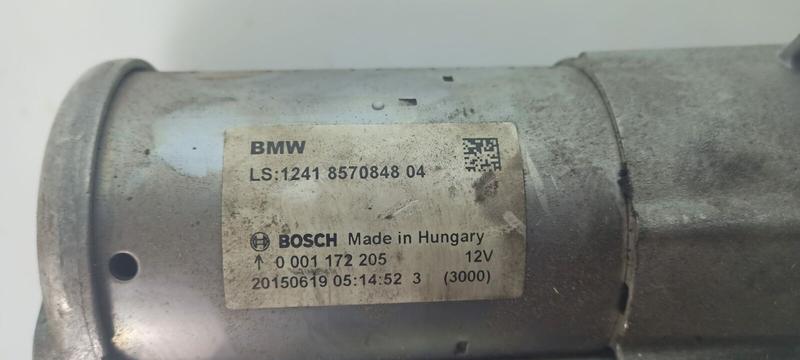 BMW
LS:1241 8570848 04
BOSCH Made in Hungary
↑ 0 001 172 205 12V
20150619 05:14:52 3 (3000)